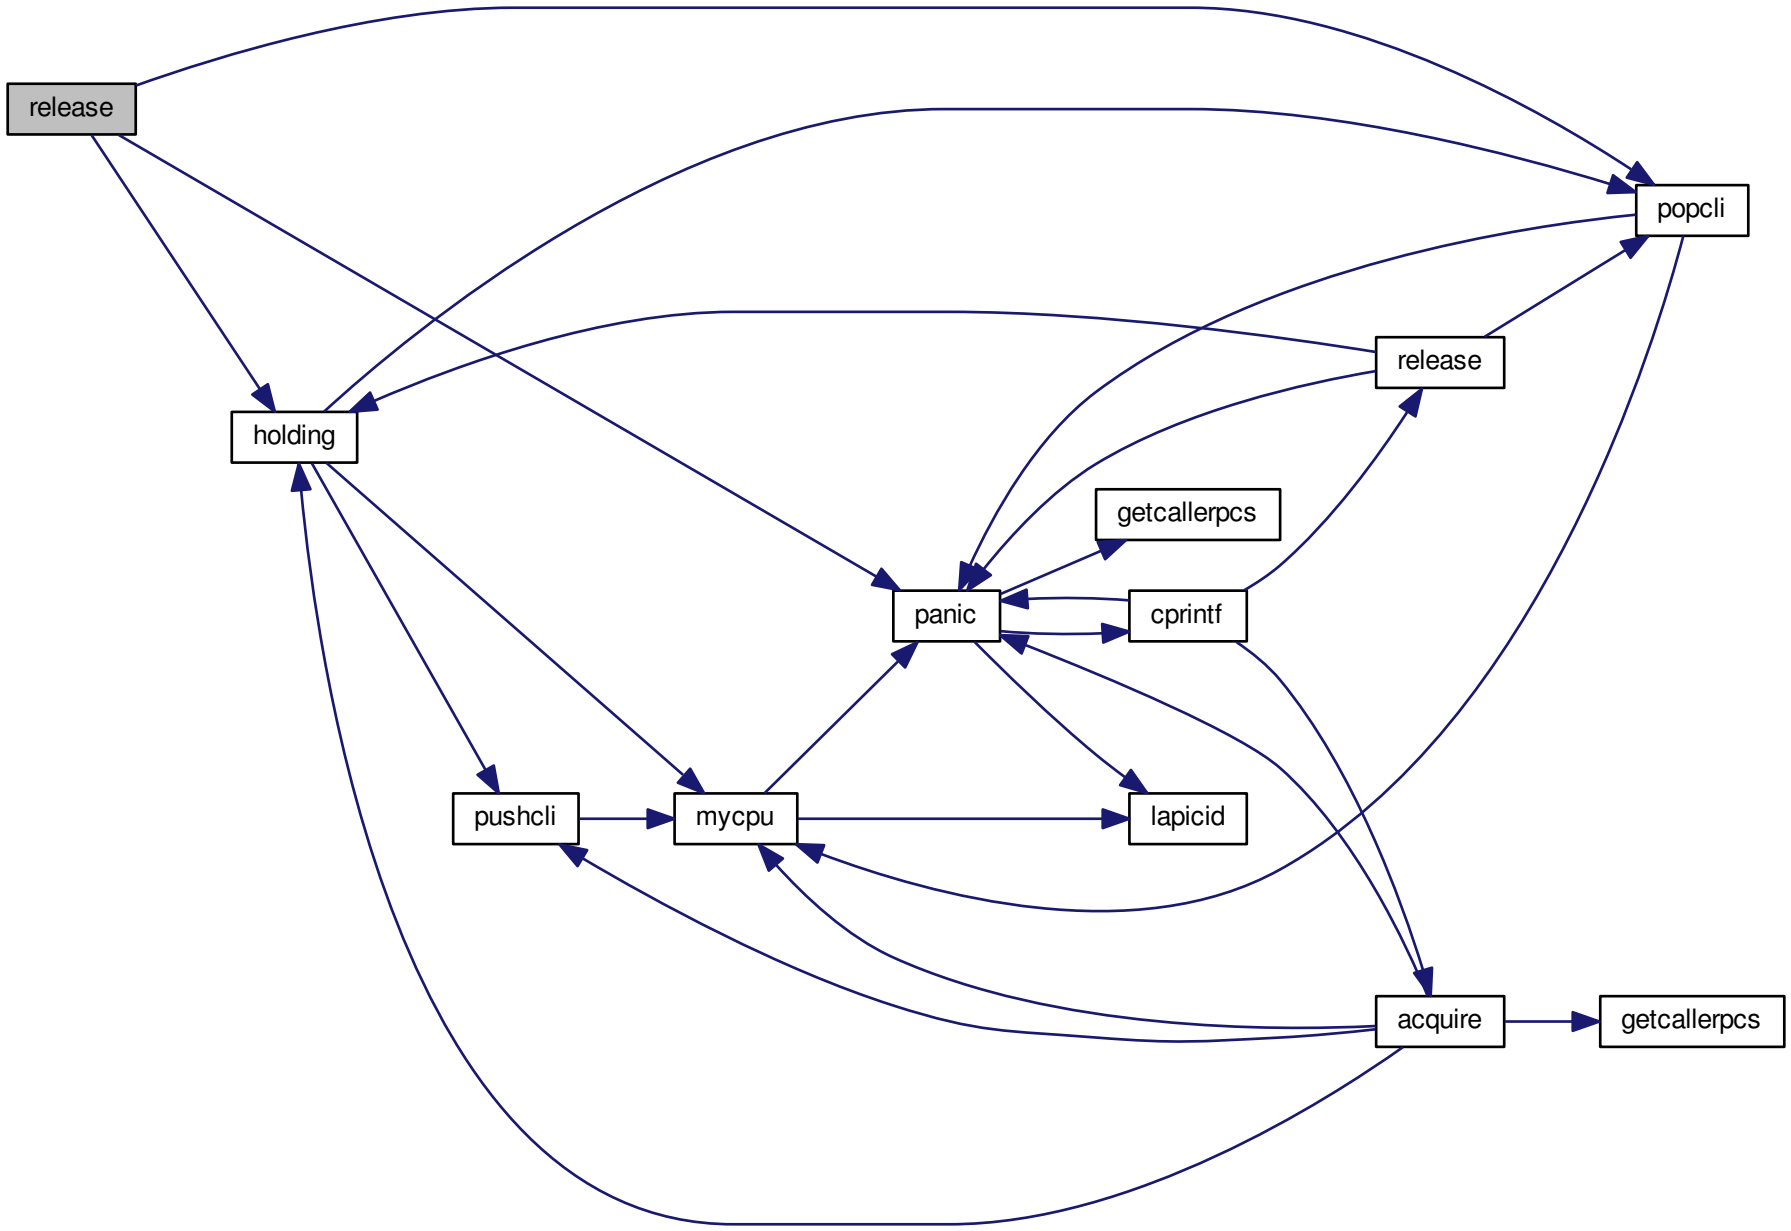 release
popcli
release
holding
getcallerpcs
panic
cprintf
pushcli
mycpu
lapicid
acquire
getcallerpcs